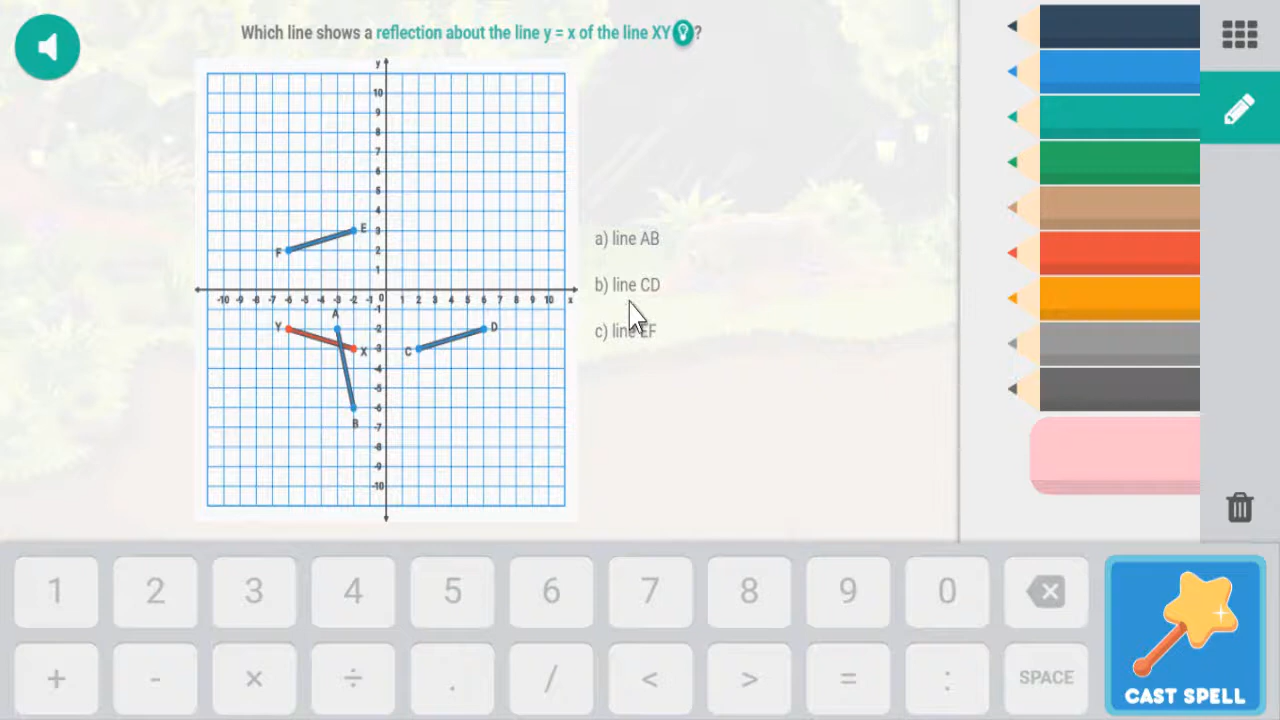 Which line shows a reflection about the line y = x of the line XY ?
y
10
9
8
7
6
5
4
3
2
1
E
F
-10 -9 -8 -7 -6 -5 -4 -3 -2 -1 0 1 2 3 4 5 6 7 8 9 10 x
-1
-2
-3
-4
-5
-6
-7
-8
-9
-10
A
Y
X
C
D
B
a) line AB
b) line CD
c) line EF
1 2 3 4 5 6 7 8 9 0
+ - × ÷ . / < > = : SPACE
CAST SPELL